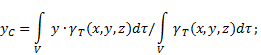 y_C = ∫_V y·γ_T(x,y,z)dτ / ∫_V γ_T(x,y,z)dτ;